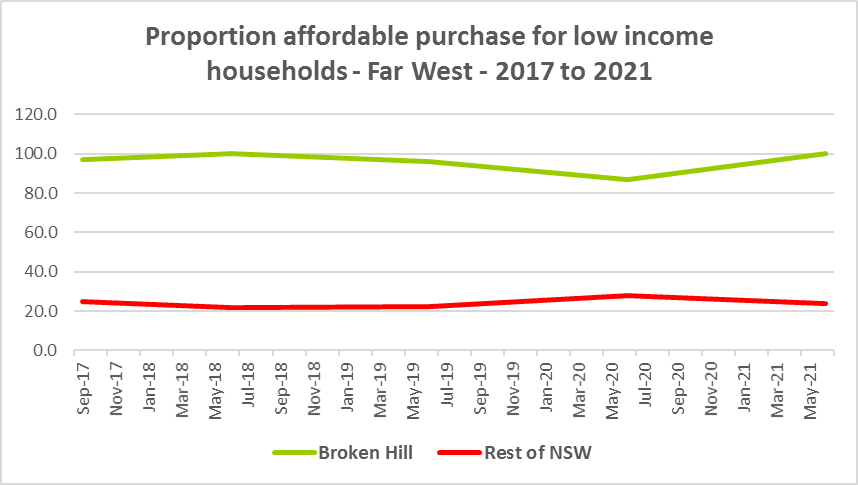 Proportion affordable purchase for low income
households - Far West - 2017 to 2021
120.0
100.0
80.0
60.0
40.0
20.0
0.0
Sep-17
Nov-17
Jan-18
Mar-18
May-18
Jul-18
Sep-18
Nov-18
Jan-19
Mar-19
May-19
Jul-19
Sep-19
Nov-19
Jan-20
Mar-20
May-20
Jul-20
Sep-20
Nov-20
Jan-21
Mar-21
May-21
Broken Hill
Rest of NSW